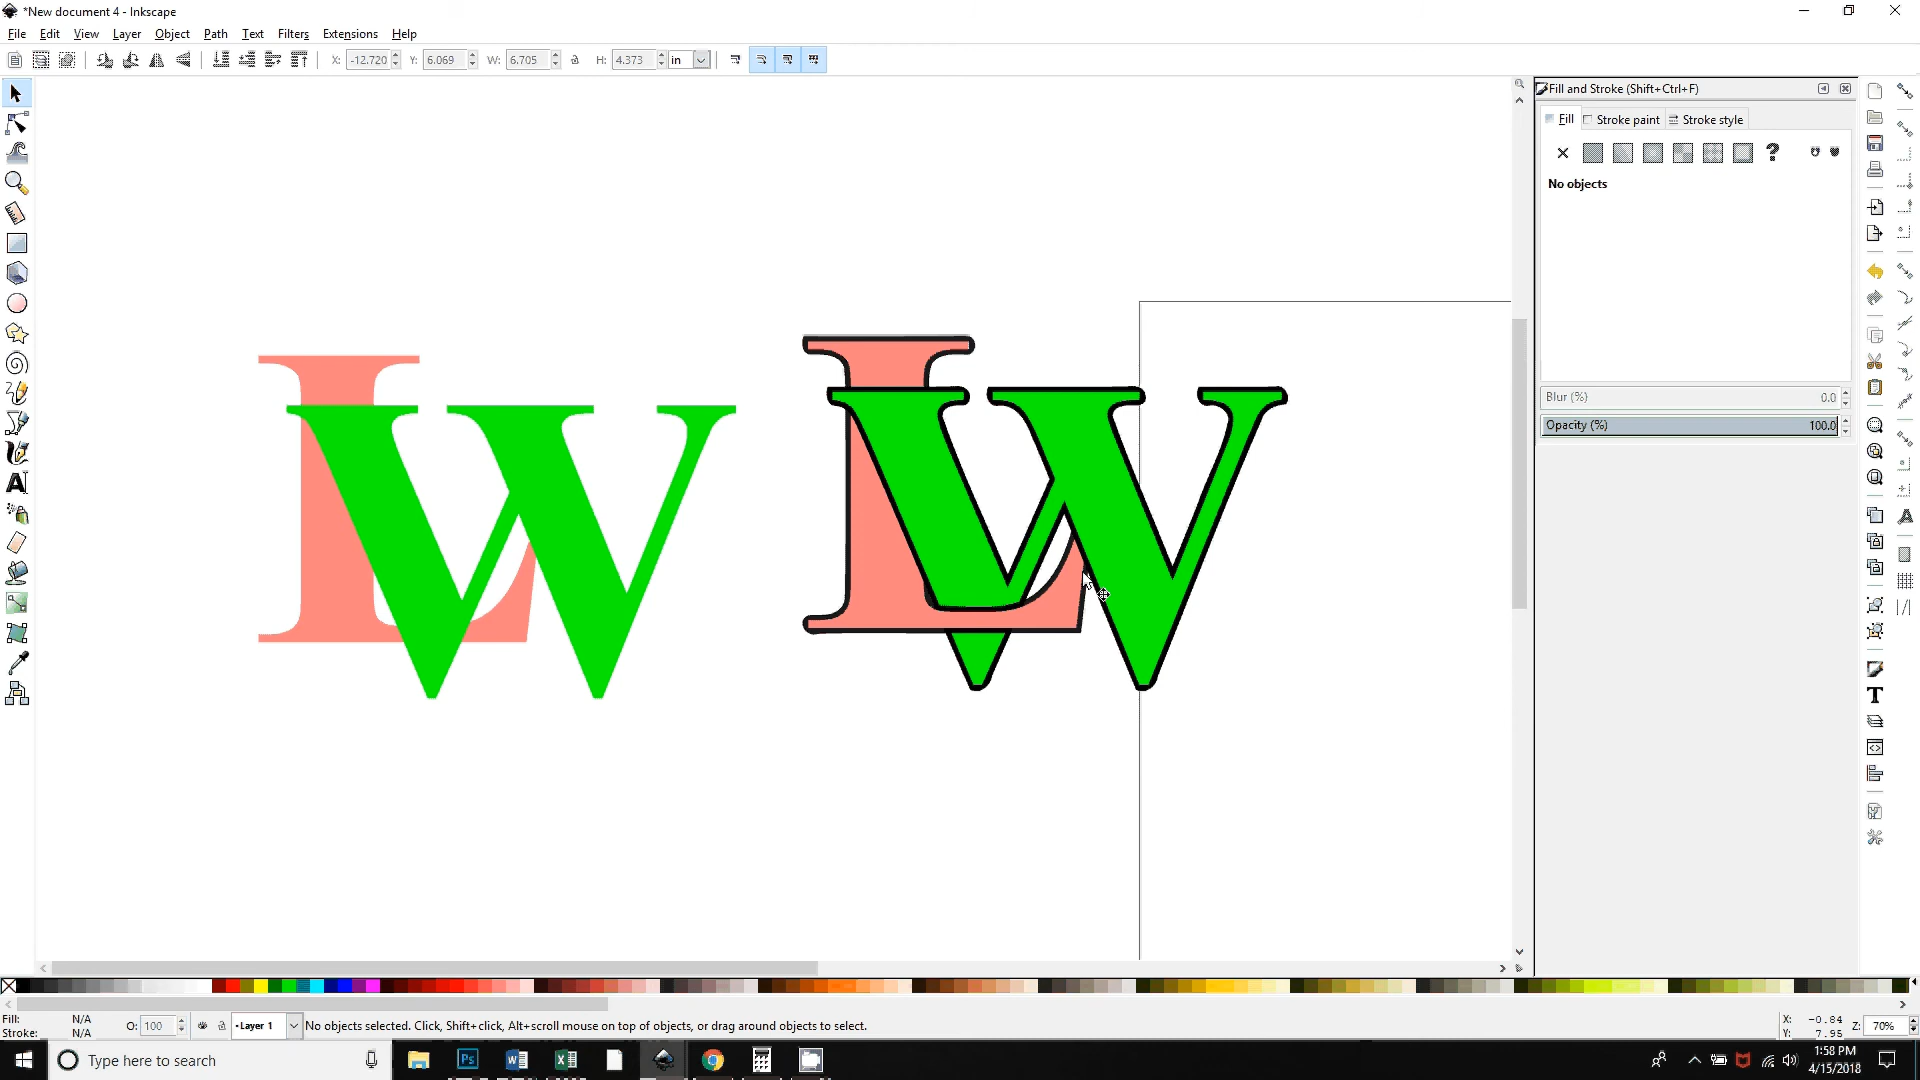 *New document 4 - Inkscape
File Edit View Layer Object Path Text Filters Extensions Help
X: -12.720 Y: 6.069 W: 6.705 H: 4.373 in
Fill and Stroke (Shift+Ctrl+F)
Fill Stroke paint Stroke style
?
No objects
LW LW
Blur (%) 0.0
Opacity (%) 100.0
Fill: N/A
Stroke: N/A
O: 100
Layer 1
No objects selected. Click, Shift+click, Alt+scroll mouse on top of objects, or drag around objects to select.
X: -0.84
Y: 7.95
Z: 70%
Type here to search
Ps
1:58 PM
4/15/2018